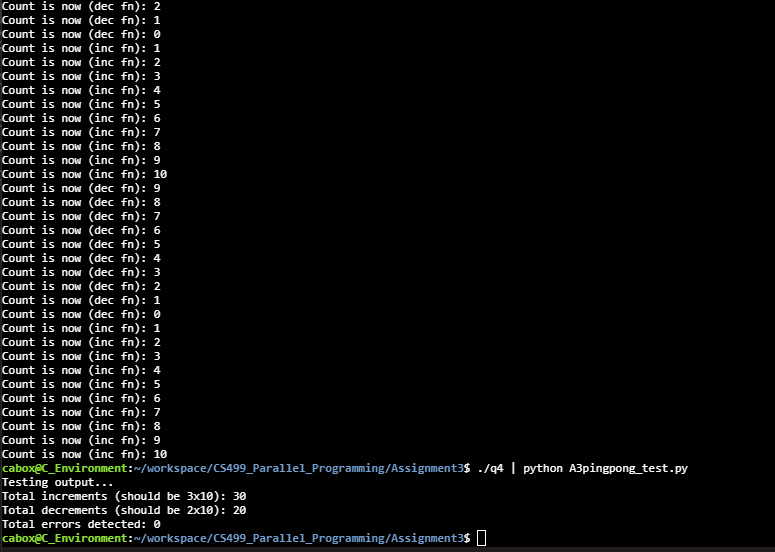 Count is now (dec fn): 2
Count is now (dec fn): 1
Count is now (dec fn): 0
Count is now (inc fn): 1
Count is now (inc fn): 2
Count is now (inc fn): 3
Count is now (inc fn): 4
Count is now (inc fn): 5
Count is now (inc fn): 6
Count is now (inc fn): 7
Count is now (inc fn): 8
Count is now (inc fn): 9
Count is now (inc fn): 10
Count is now (dec fn): 9
Count is now (dec fn): 8
Count is now (dec fn): 7
Count is now (dec fn): 6
Count is now (dec fn): 5
Count is now (dec fn): 4
Count is now (dec fn): 3
Count is now (dec fn): 2
Count is now (dec fn): 1
Count is now (dec fn): 0
Count is now (inc fn): 1
Count is now (inc fn): 2
Count is now (inc fn): 3
Count is now (inc fn): 4
Count is now (inc fn): 5
Count is now (inc fn): 6
Count is now (inc fn): 7
Count is now (inc fn): 8
Count is now (inc fn): 9
Count is now (inc fn): 10
cabox@C_Environment:~/workspace/CS499_Parallel_Programming/Assignment3$ ./q4 | python A3pingpong_test.py
Testing output...
Total increments (should be 3x10): 30
Total decrements (should be 2x10): 20
Total errors detected: 0
cabox@C_Environment:~/workspace/CS499_Parallel_Programming/Assignment3$